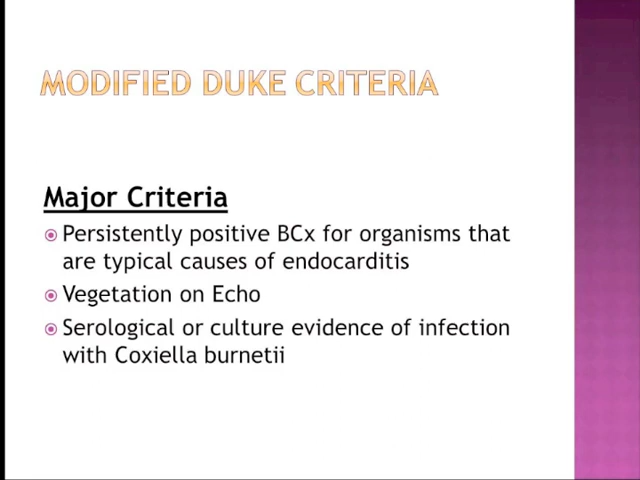 MODIFIED DUKE CRITERIA
Major Criteria
Persistently positive BCx for organisms that
are typical causes of endocarditis
Vegetation on Echo
Serological or culture evidence of infection
with Coxiella burnetii